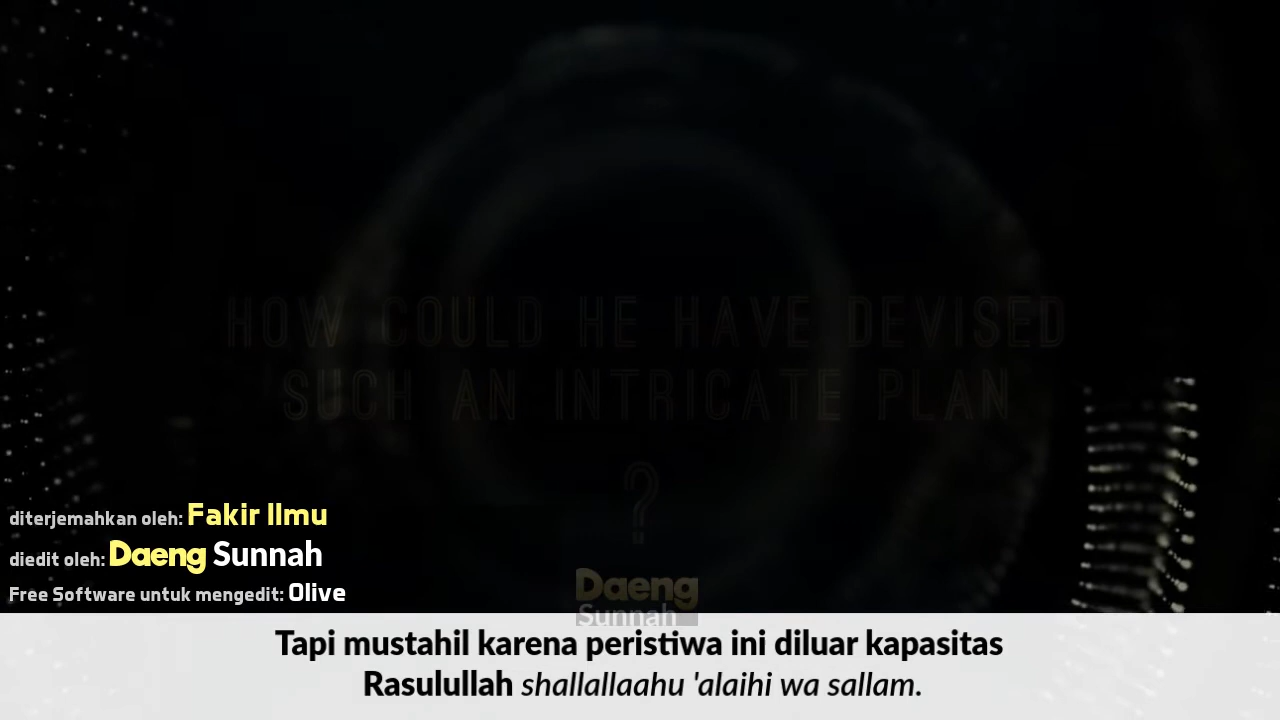 HOW COULD HE HAVE DEVISED
SUCH AN INTRICATE PLAN
?
diterjemahkan oleh: Fakir Ilmu
diedit oleh: Daeng Sunnah
Free Software untuk mengedit: Olive
Daeng
Sunnah
Tapi mustahil karena peristiwa ini diluar kapasitas
Rasulullah shallallaahu 'alaihi wa sallam.